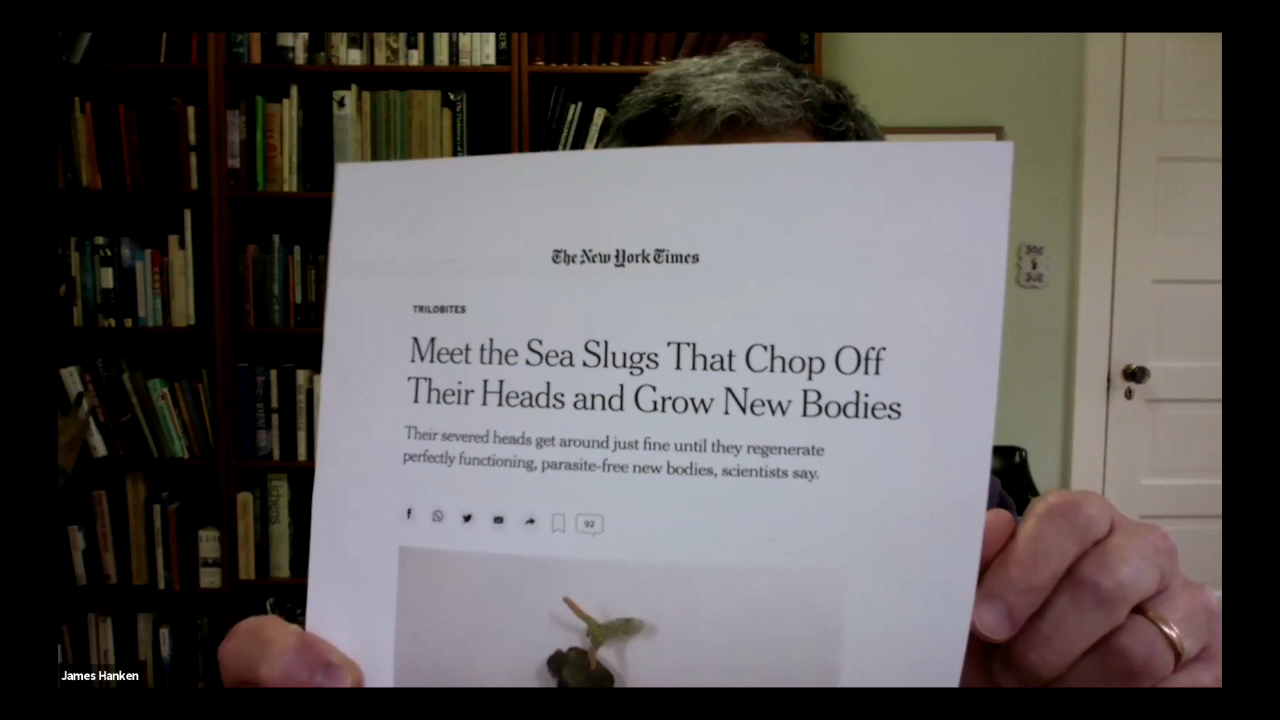 The New York Times
TRILOBITES
Meet the Sea Slugs That Chop Off
Their Heads and Grow New Bodies
Their severed heads get around just fine until they regenerate
perfectly functioning, parasite-free new bodies, scientists say.
92
Lichens
James Hanken